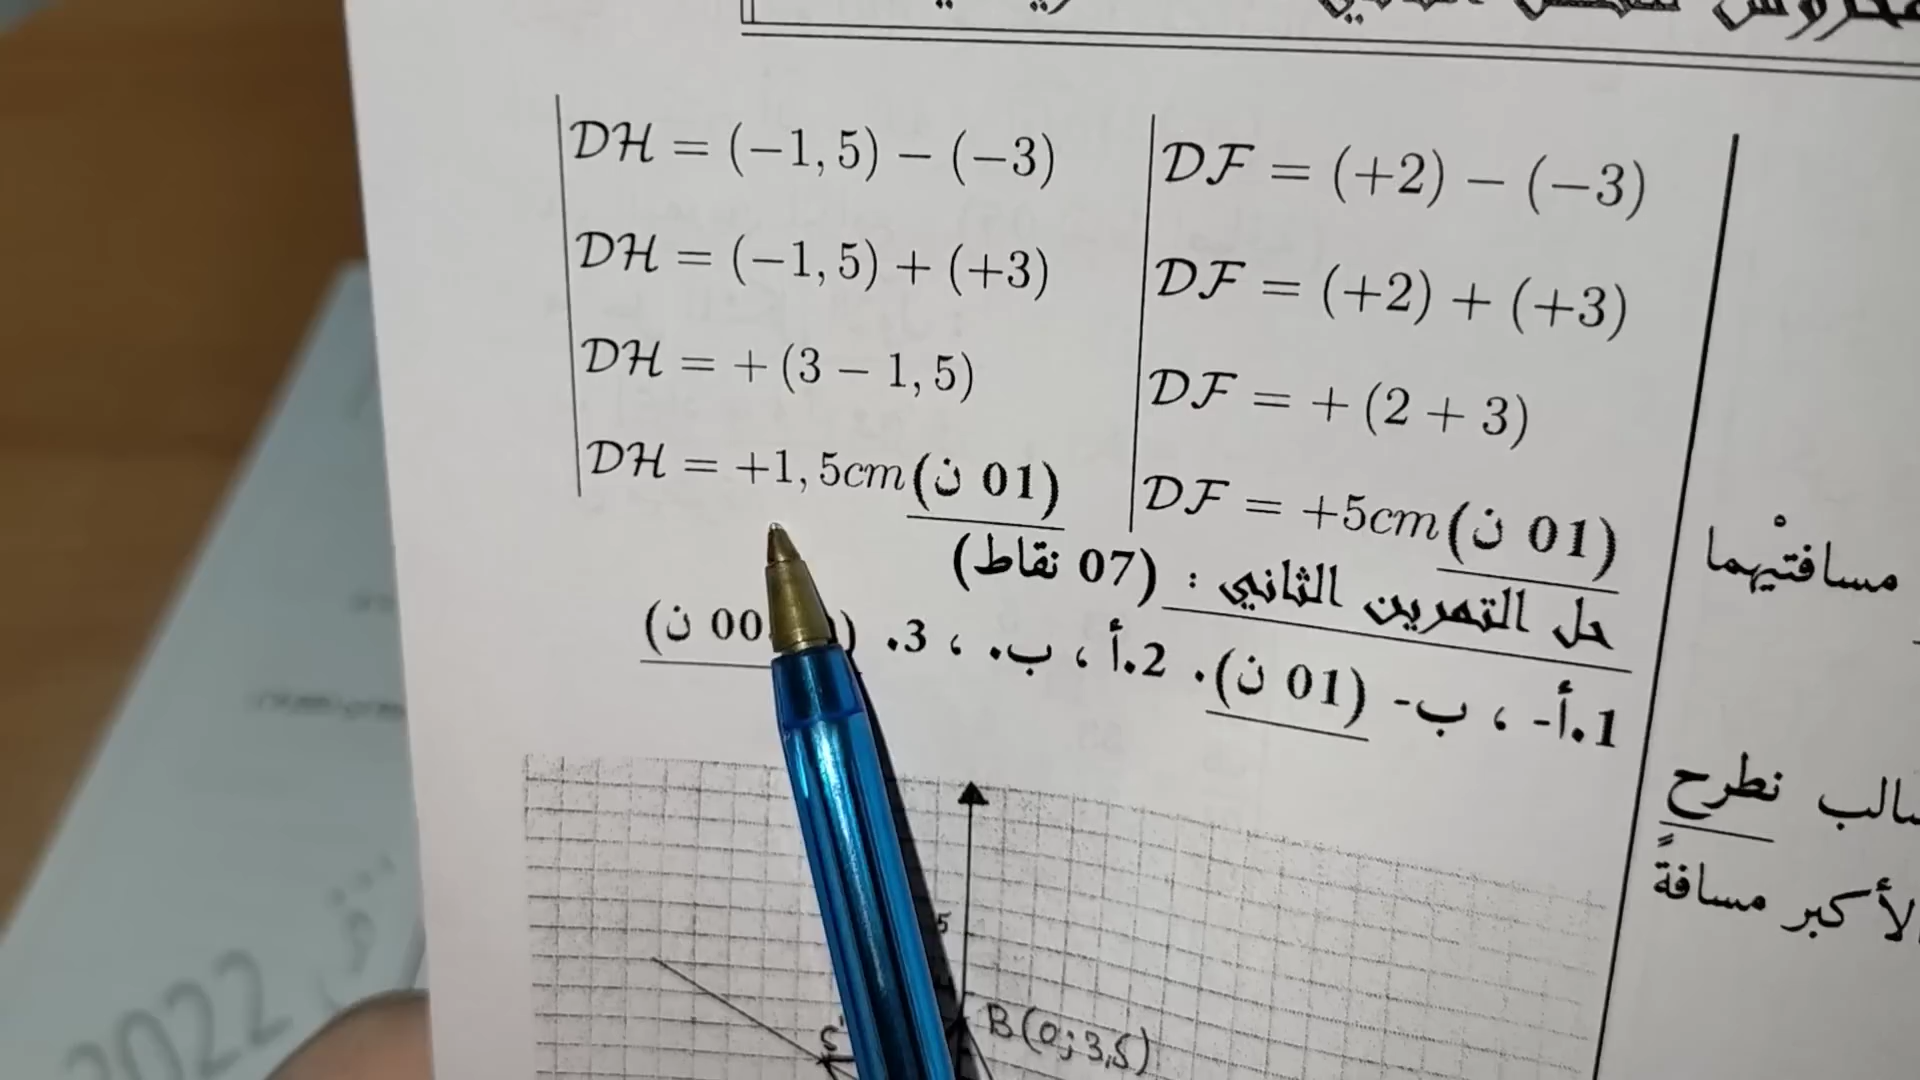 DH = (−1, 5) − (−3)
DH = (−1, 5) + (+3)
DH = + (3 − 1, 5)
DH = +1, 5cm (01 ن)
DF = (+2) − (−3)
DF = (+2) + (+3)
DF = + (2 + 3)
DF = +5cm (01 ن)
حل التمرين الثاني : (07 نقاط)
1.أ- ، ب- (01 ن). 2.أ ، ب. ، 3.
5
B(0; 3,5)
مسافتيْهما
نطرح
مسافةً
2022